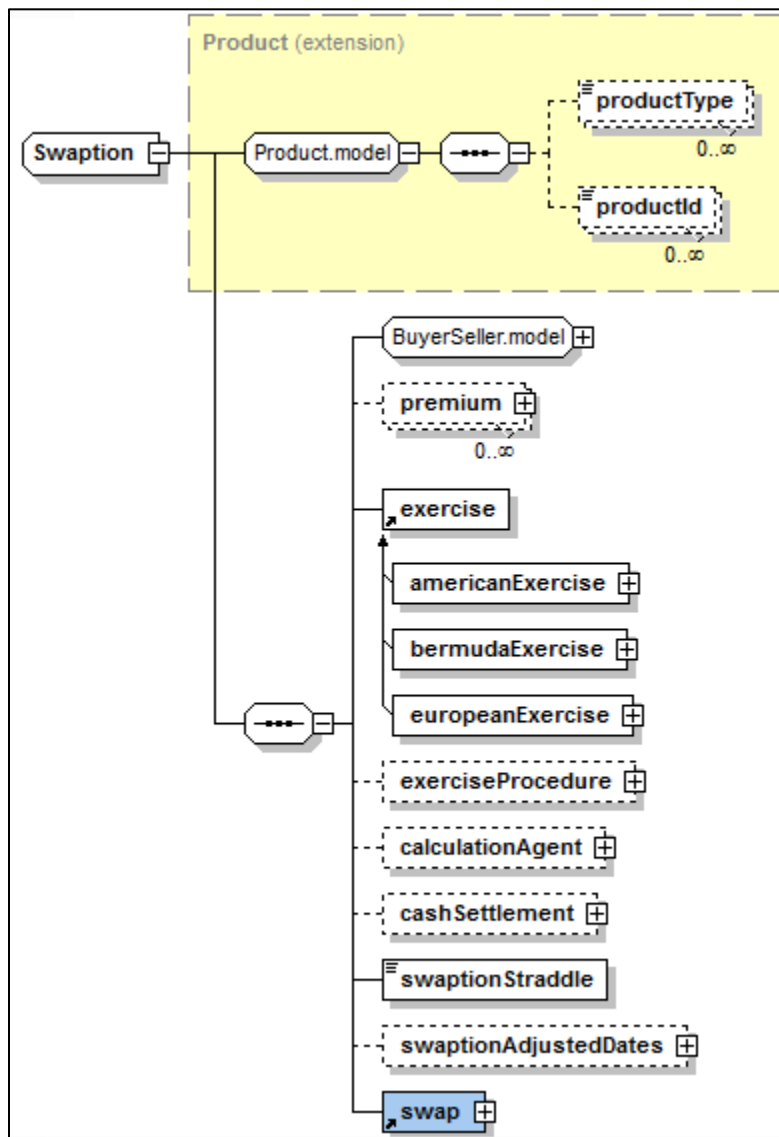 Product (extension)
productType
0..∞
Swaption
Product.model
productId
0..∞
BuyerSeller.model
premium
0..∞
exercise
americanExercise
bermudaExercise
europeanExercise
exerciseProcedure
calculationAgent
cashSettlement
swaptionStraddle
swaptionAdjustedDates
swap